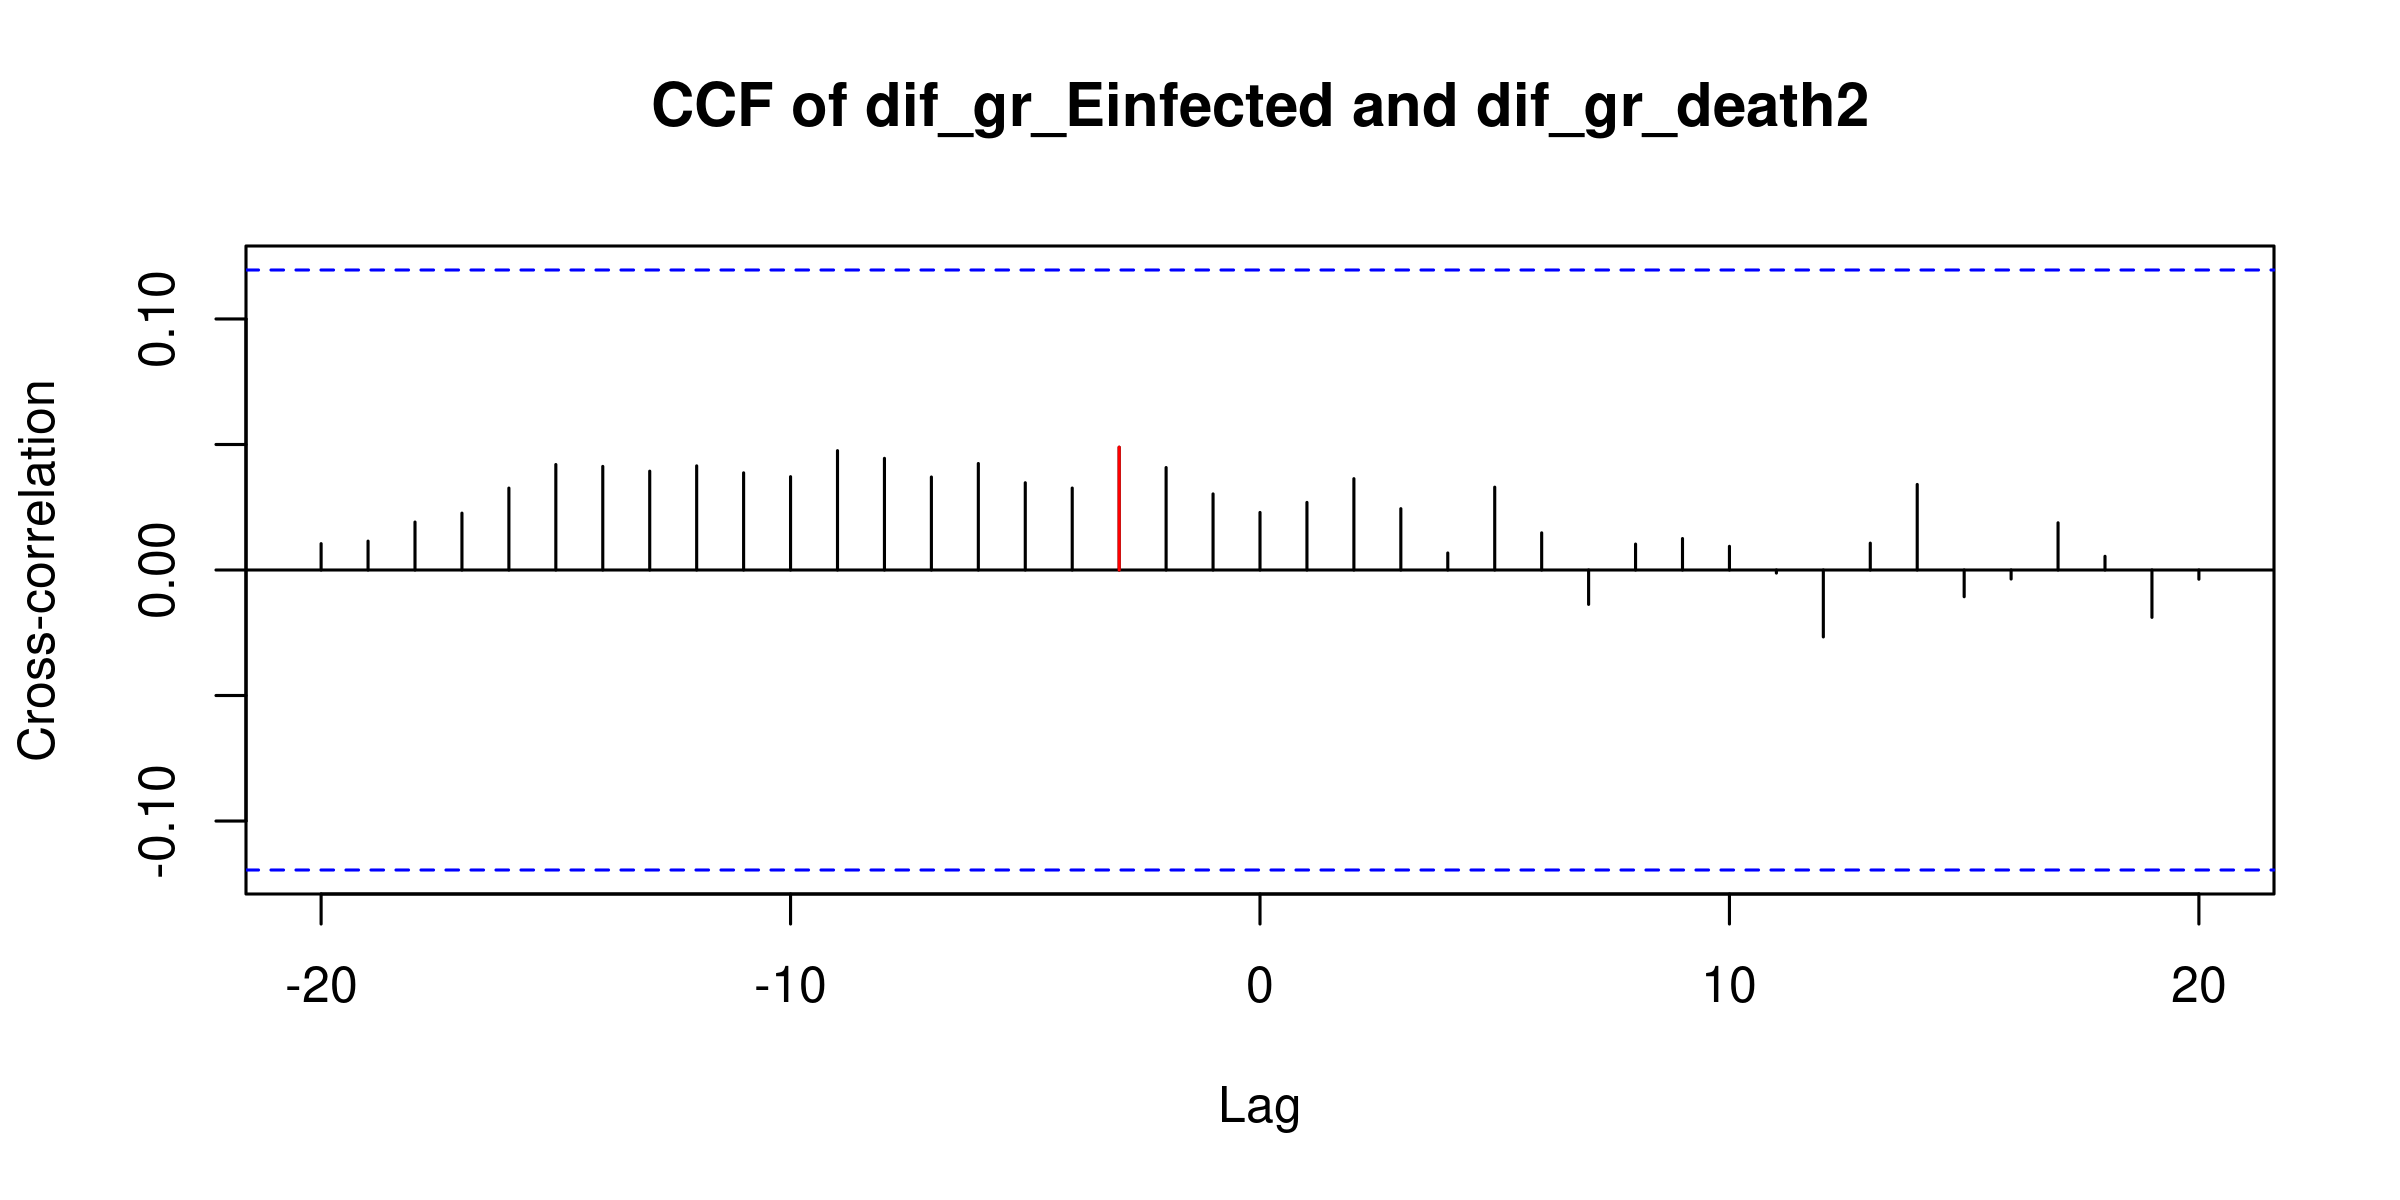 CCF of dif_gr_Einfected and dif_gr_death2
Cross-correlation
0.10
0.00
-0.10
-20
-10
0
10
20
Lag